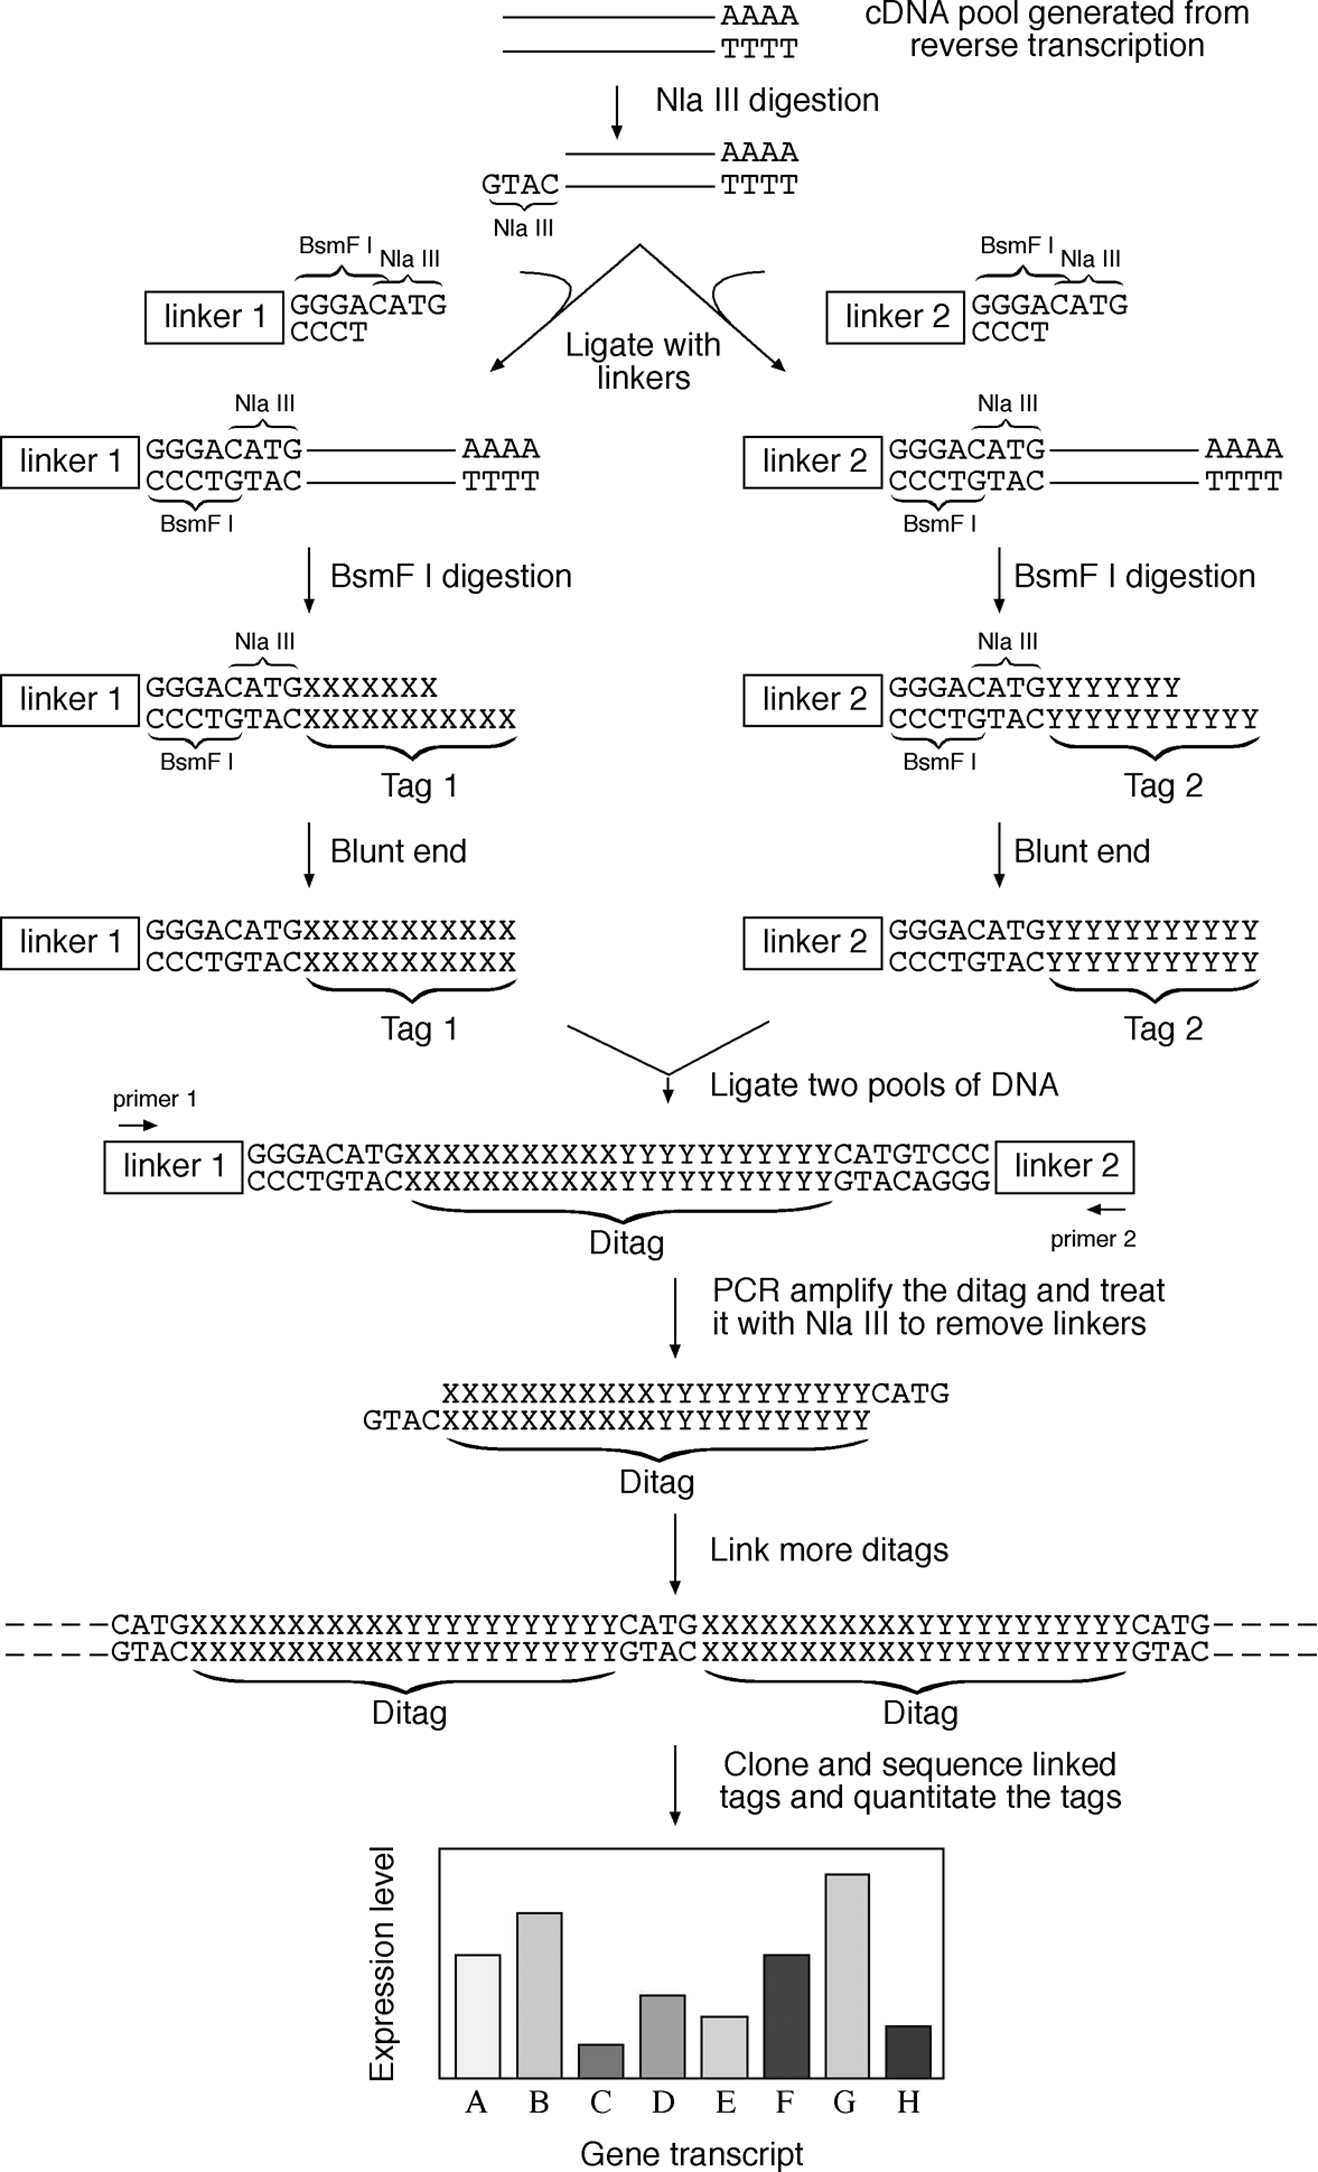 AAAA
cDNA pool generated from
TTTT
reverse transcription
Nla III digestion
AAAA
GTAC TTTT
Nla III
BsmF I Nla III
BsmF I Nla III
linker 1 GGGACATG
CCCT
linker 2 GGGACATG
CCCT
Ligate with
linkers
Nla III
Nla III
linker 1 GGGACATG AAAA
CCCTGTAC TTTT
BsmF I
linker 2 GGGACATG AAAA
CCCTGTAC TTTT
BsmF I
BsmF I digestion
BsmF I digestion
Nla III
Nla III
linker 1 GGGACATGXXXXXXX
CCCTGTACXXXXXXXXXXX
BsmF I
Tag 1
linker 2 GGGACATGYYYYYYY
CCCTGTACYYYYYYYYYYY
BsmF I
Tag 2
Blunt end
Blunt end
linker 1 GGGACATGXXXXXXXXXXX
CCCTGTACXXXXXXXXXXX
Tag 1
linker 2 GGGACATGYYYYYYYYYYY
CCCTGTACYYYYYYYYYYY
Tag 2
Ligate two pools of DNA
primer 1
linker 1 GGGACATGXXXXXXXXXXXYYYYYYYYYYYCATGTCCC linker 2
CCCTGTACXXXXXXXXXXXYYYYYYYYYYYGTACAGGG
primer 2
Ditag
PCR amplify the ditag and treat
it with Nla III to remove linkers
XXXXXXXXXXXYYYYYYYYYYYCATG
GTACXXXXXXXXXXXYYYYYYYYYYY
Ditag
Link more ditags
CATGXXXXXXXXXXXYYYYYYYYYYYCATGXXXXXXXXXXXYYYYYYYYYYYCATG
GTACXXXXXXXXXXXYYYYYYYYYYYGTACXXXXXXXXXXXYYYYYYYYYYYGTAC
Ditag Ditag
Clone and sequence linked
tags and quantitate the tags
Expression level
A B C D E F G H
Gene transcript